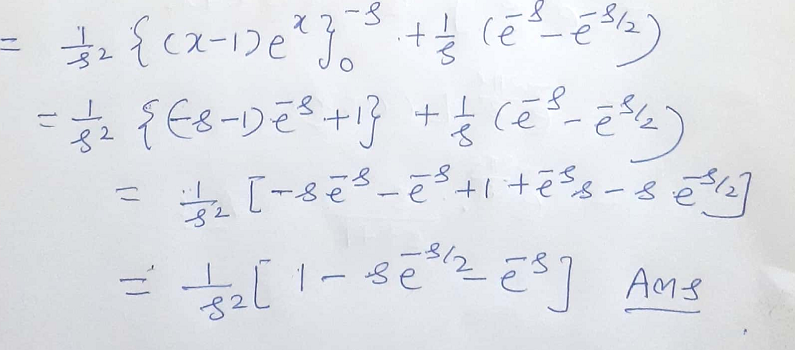 = 1/s² {(x-1)e^x}₀^-s + 1/s (e^-s - e^-s/2)
= 1/s² {(-s-1)e^-s + 1} + 1/s (e^-s - e^-s/2)
= 1/s² [-se^-s - e^-s + 1 + e^-s s - s e^-s/2]
= 1/s² [1 - se^-s/2 - e^-s] Ans